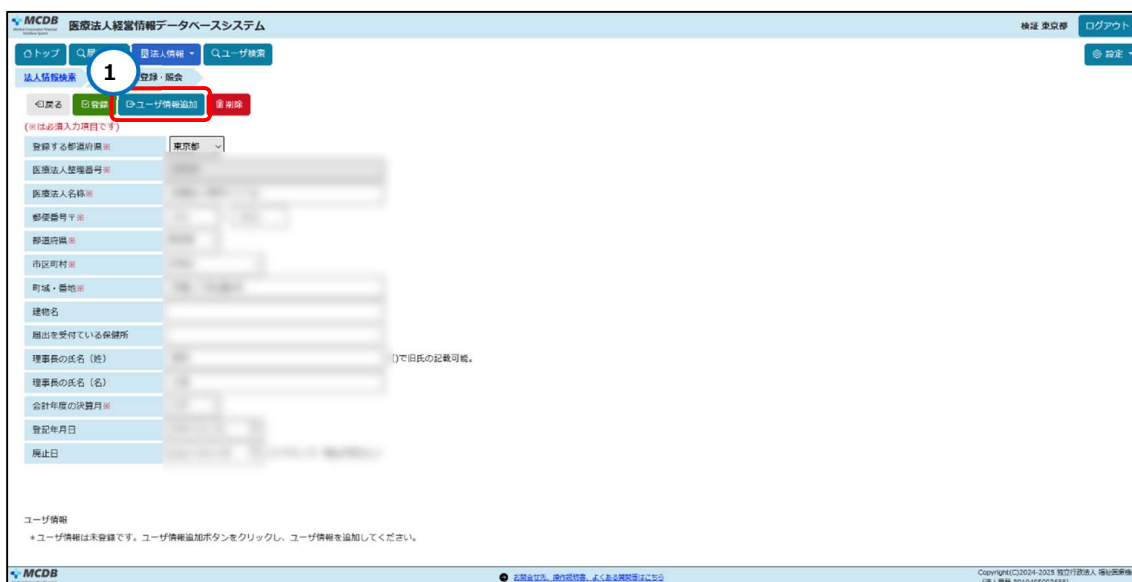 MCDB 医療法人経営情報データベースシステム 検証 東京都 ログアウト
トップ 法人情報 ユーザ検索 設定
法人情報検索 登録・照会
1
戻る 登録 ユーザ情報追加 削除
(※は必須入力項目です)
登録する都道府県※ 東京都
医療法人整理番号※
医療法人名称※
郵便番号〒※
都道府県※
市区町村※
町域・番地※
建物名
届出を受付ている保健所
理事長の氏名(姓) ()で旧氏の記載可能。
理事長の氏名(名)
会計年度の決算月※
登記年月日
廃止日
ユーザ情報
*ユーザ情報は未登録です。ユーザ情報追加ボタンをクリックし、ユーザ情報を追加してください。
MCDB お問合せ先、操作説明書、よくある質問等はこちら Copyright(C)2024-2025 独立行政法人 福祉医療機